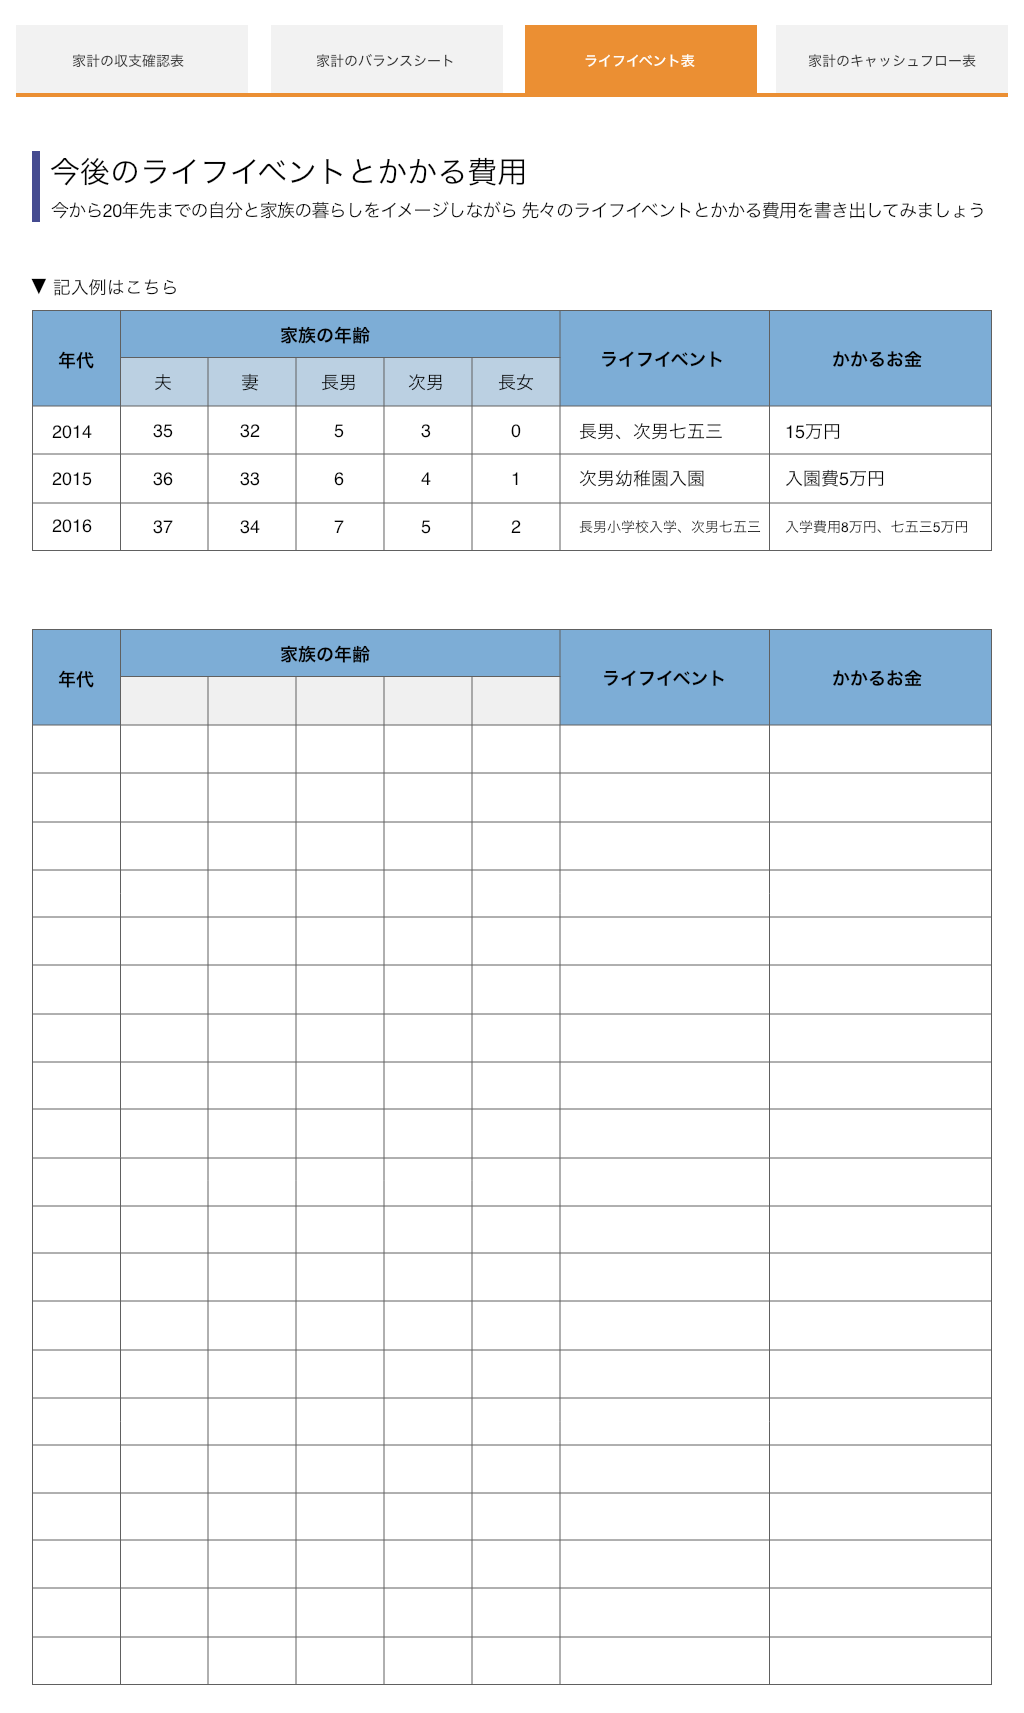 家計の収支確認表 家計のバランスシート ライフイベント表 家計のキャッシュフロー表
今後のライフイベントとかかる費用
今から20年先までの自分と家族の暮らしをイメージしながら 先々のライフイベントとかかる費用を書き出してみましょう
▼ 記入例はこちら
年代 家族の年齢 ライフイベント かかるお金
夫 妻 長男 次男 長女
2014 35 32 5 3 0 長男、次男七五三 15万円
2015 36 33 6 4 1 次男幼稚園入園 入園費5万円
2016 37 34 7 5 2 長男小学校入学、次男七五三 入学費用8万円、七五三5万円
年代 家族の年齢 ライフイベント かかるお金